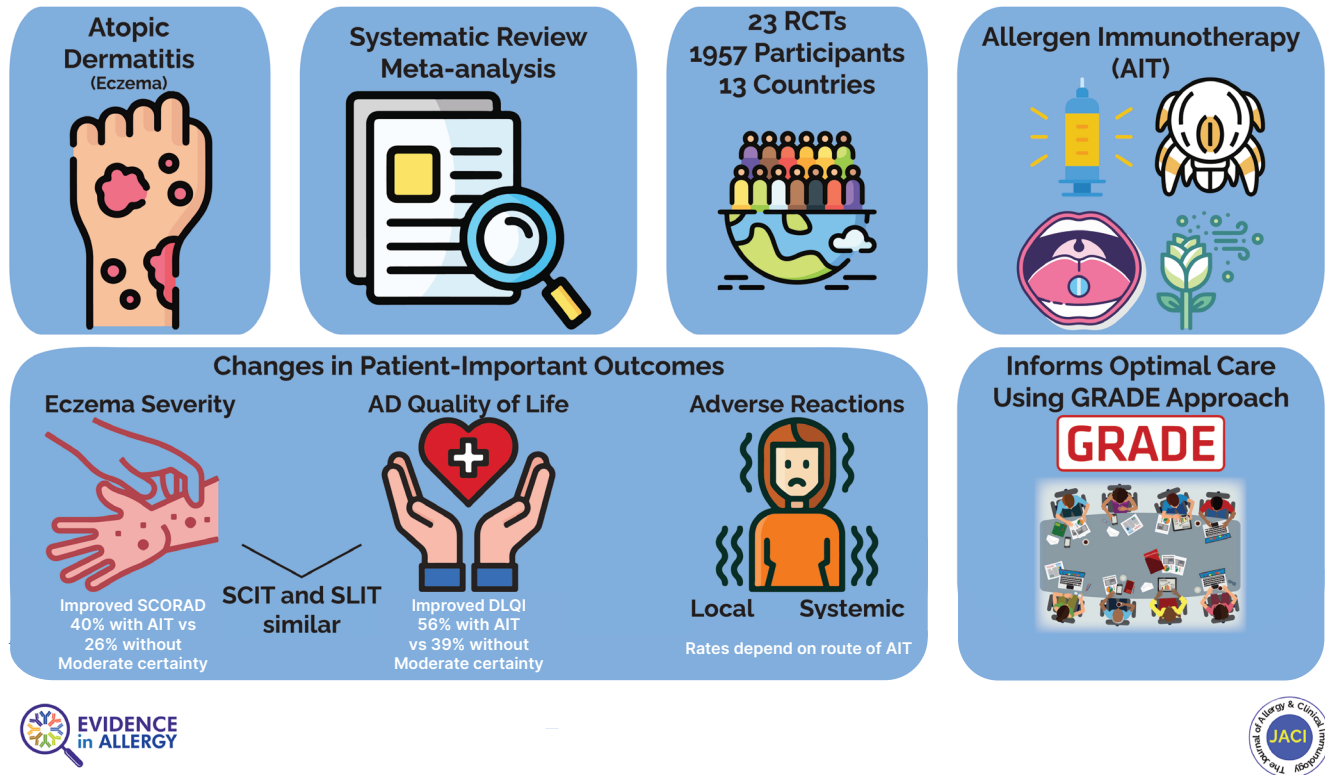 Atopic
Dermatitis
(Eczema)
Systematic Review
Meta-analysis
23 RCTs
1957 Participants
13 Countries
Allergen Immunotherapy
(AIT)
Changes in Patient-Important Outcomes
Eczema Severity
Improved SCORAD
40% with AIT vs
26% without
Moderate certainty
SCIT and SLIT
similar
AD Quality of Life
Improved DLQI
56% with AIT
vs 39% without
Moderate certainty
Adverse Reactions
Local Systemic
Rates depend on route of AIT
Informs Optimal Care
Using GRADE Approach
GRADE
EVIDENCE
in ALLERGY
The Journal of Allergy & Clinical Immunology
JACI